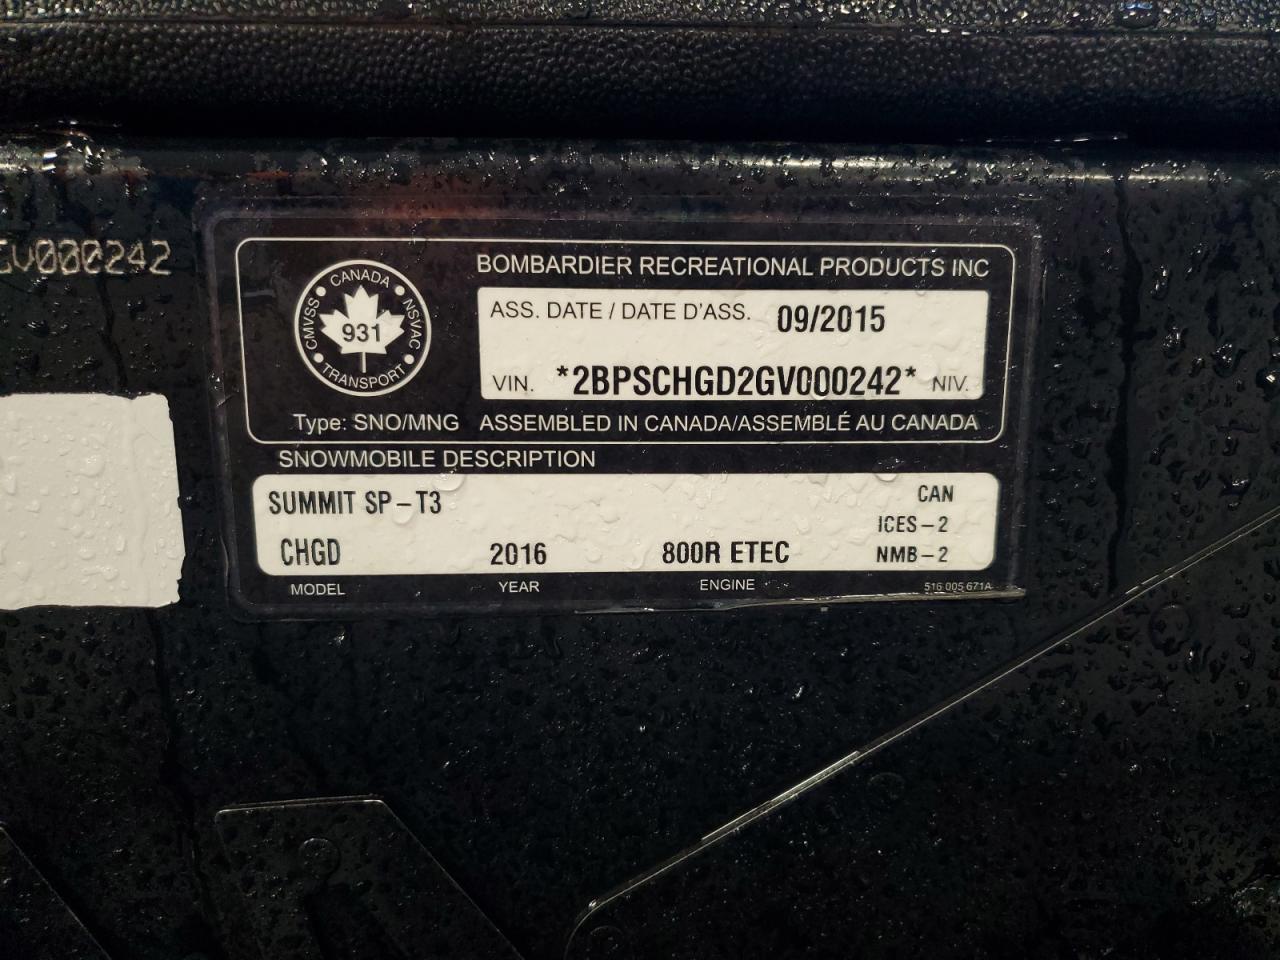 GV000242
BOMBARDIER RECREATIONAL PRODUCTS INC
CANADA
CMVSS
931
NSVAC
TRANSPORT
ASS. DATE / DATE D'ASS. 09/2015
VIN. *2BPSCHGD2GV000242* NIV.
Type: SNO/MNG ASSEMBLED IN CANADA/ASSEMBLÉ AU CANADA
SNOWMOBILE DESCRIPTION
SUMMIT SP-T3 CAN
ICES-2
CHGD 2016 800R ETEC NMB-2
MODEL YEAR ENGINE 516 005 671A